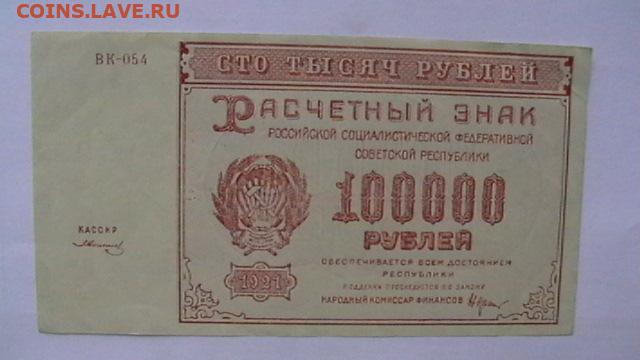 COINS.LAVE.RU
ВК-054
СТО ТЫСЯЧ РУБЛЕЙ
РАСЧЕТНЫЙ ЗНАК
РОССИЙСКОЙ СОЦИАЛИСТИЧЕСКОЙ ФЕДЕРАТИВНОЙ
СОВЕТСКОЙ РЕСПУБЛИКИ
100000
РУБЛЕЙ
КАССИР
ОБЕСПЕЧИВАЕТСЯ ВСЕМ ДОСТОЯНИЕМ
РЕСПУБЛИКИ
1921
ПОДДЕЛКА ПРЕСЛЕДУЕТСЯ ПО ЗАКОНУ
НАРОДНЫЙ КОМИССАР ФИНАНСОВ